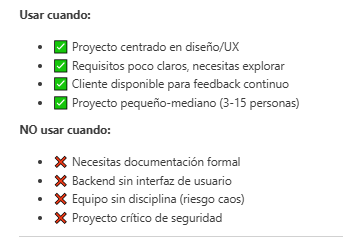 Usar cuando:
✅ Proyecto centrado en diseño/UX
✅ Requisitos poco claros, necesitas explorar
✅ Cliente disponible para feedback continuo
✅ Proyecto pequeño-mediano (3-15 personas)
NO usar cuando:
❌ Necesitas documentación formal
❌ Backend sin interfaz de usuario
❌ Equipo sin disciplina (riesgo caos)
❌ Proyecto crítico de seguridad